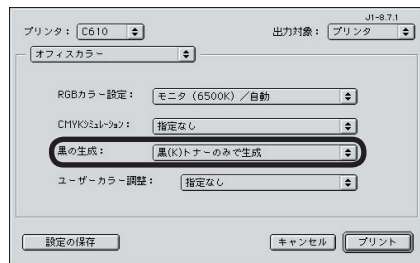 J1-8.7.1
プリンタ： C610 出力対象： プリンタ
オフィスカラー
RGBカラー設定： モニタ（6500K）／自動
CMYKシミュレーション： 指定なし
黒の生成： 黒(K)トナーのみで生成
ユーザーカラー調整： 指定なし
設定の保存 キャンセル プリント